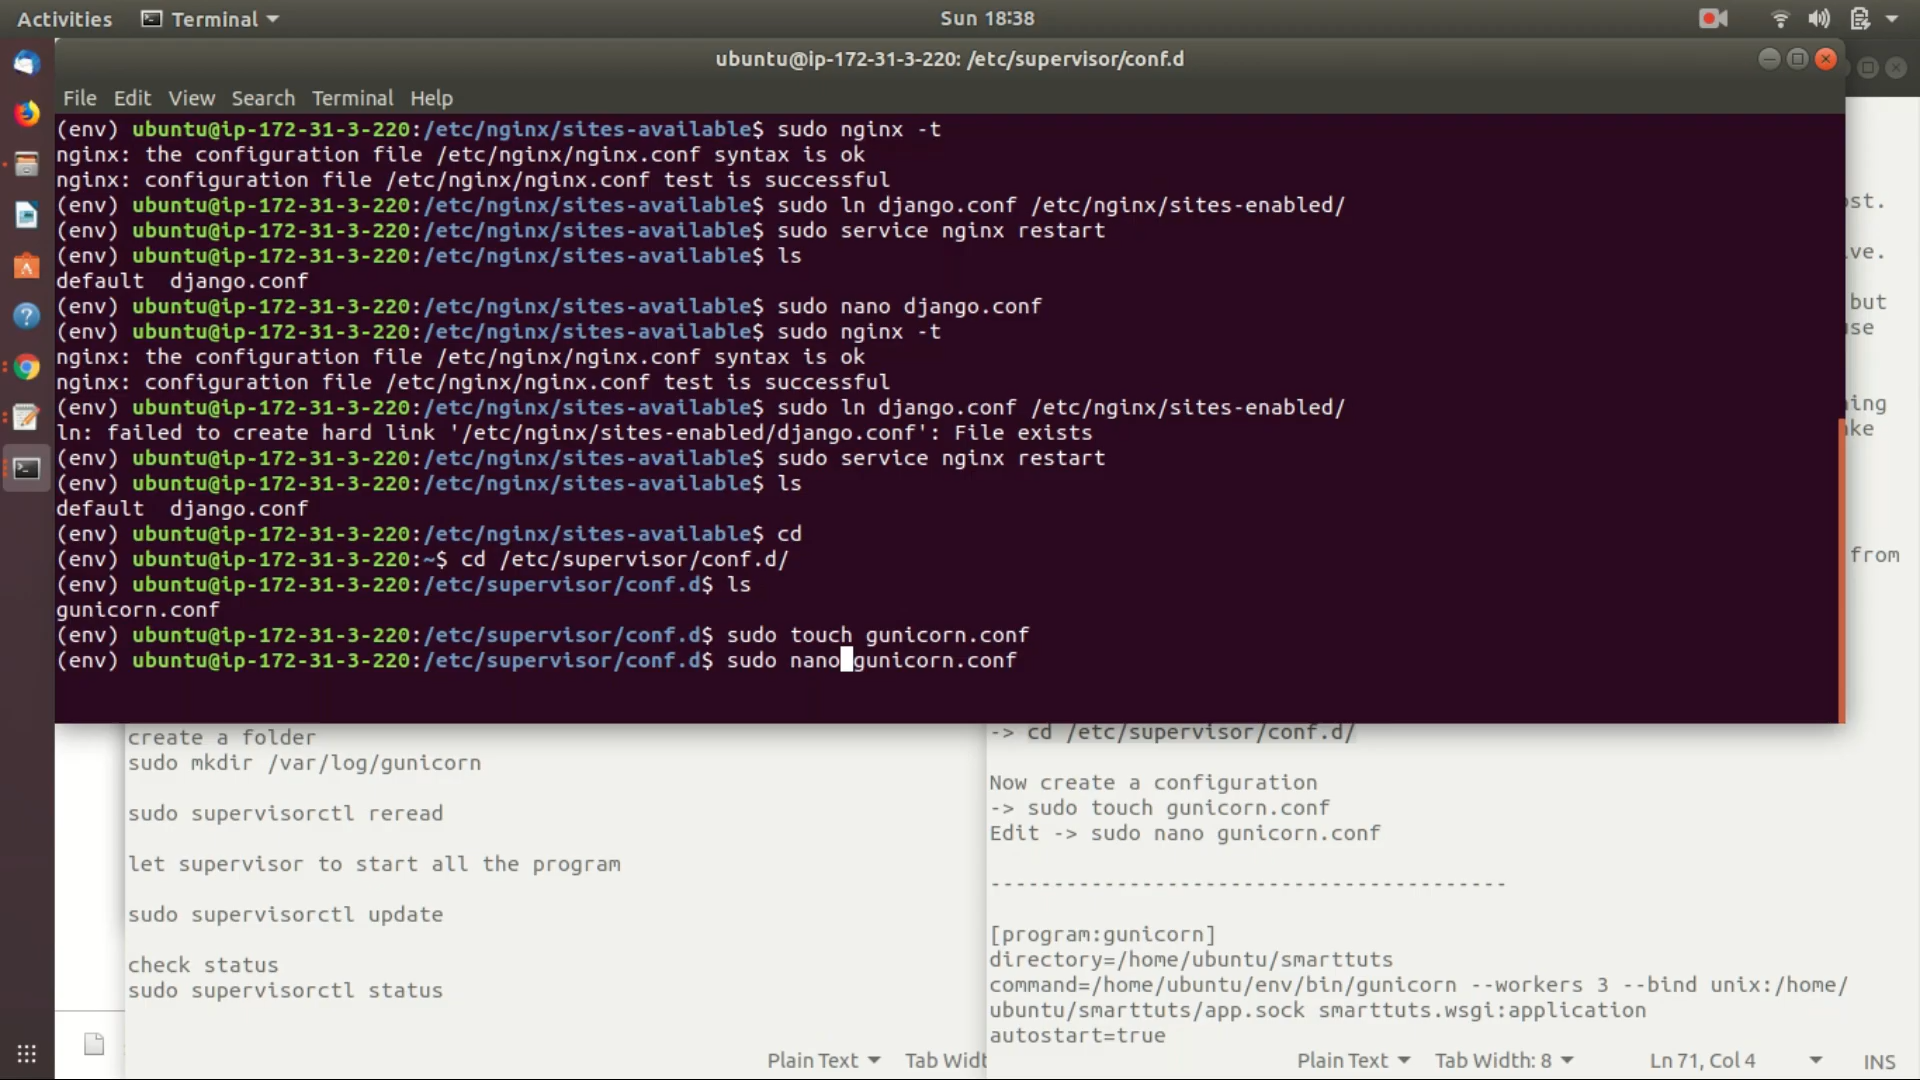 Activities
Terminal
Sun 18:38
ubuntu@ip-172-31-3-220: /etc/supervisor/conf.d
File Edit View Search Terminal Help
(env) ubuntu@ip-172-31-3-220:/etc/nginx/sites-available$ sudo nginx -t
nginx: the configuration file /etc/nginx/nginx.conf syntax is ok
nginx: configuration file /etc/nginx/nginx.conf test is successful
(env) ubuntu@ip-172-31-3-220:/etc/nginx/sites-available$ sudo ln django.conf /etc/nginx/sites-enabled/
(env) ubuntu@ip-172-31-3-220:/etc/nginx/sites-available$ sudo service nginx restart
(env) ubuntu@ip-172-31-3-220:/etc/nginx/sites-available$ ls
default  django.conf
(env) ubuntu@ip-172-31-3-220:/etc/nginx/sites-available$ sudo nano django.conf
(env) ubuntu@ip-172-31-3-220:/etc/nginx/sites-available$ sudo nginx -t
nginx: the configuration file /etc/nginx/nginx.conf syntax is ok
nginx: configuration file /etc/nginx/nginx.conf test is successful
(env) ubuntu@ip-172-31-3-220:/etc/nginx/sites-available$ sudo ln django.conf /etc/nginx/sites-enabled/
ln: failed to create hard link '/etc/nginx/sites-enabled/django.conf': File exists
(env) ubuntu@ip-172-31-3-220:/etc/nginx/sites-available$ sudo service nginx restart
(env) ubuntu@ip-172-31-3-220:/etc/nginx/sites-available$ ls
default  django.conf
(env) ubuntu@ip-172-31-3-220:/etc/nginx/sites-available$ cd
(env) ubuntu@ip-172-31-3-220:~$ cd /etc/supervisor/conf.d/
(env) ubuntu@ip-172-31-3-220:/etc/supervisor/conf.d$ ls
gunicorn.conf
(env) ubuntu@ip-172-31-3-220:/etc/supervisor/conf.d$ sudo touch gunicorn.conf
(env) ubuntu@ip-172-31-3-220:/etc/supervisor/conf.d$ sudo nano gunicorn.conf
but
from
create a folder
sudo mkdir /var/log/gunicorn
sudo supervisorctl reread
let supervisor to start all the program
sudo supervisorctl update
check status
sudo supervisorctl status
Plain Text
-> cd /etc/supervisor/conf.d/
Now create a configuration
-> sudo touch gunicorn.conf
Edit -> sudo nano gunicorn.conf
-----------------------------------------
[program:gunicorn]
directory=/home/ubuntu/smarttuts
command=/home/ubuntu/env/bin/gunicorn --workers 3 --bind unix:/home/
ubuntu/smarttuts/app.sock smarttuts.wsgi:application
autostart=true
Plain Text Tab Width: 8 Ln 71, Col 4 INS